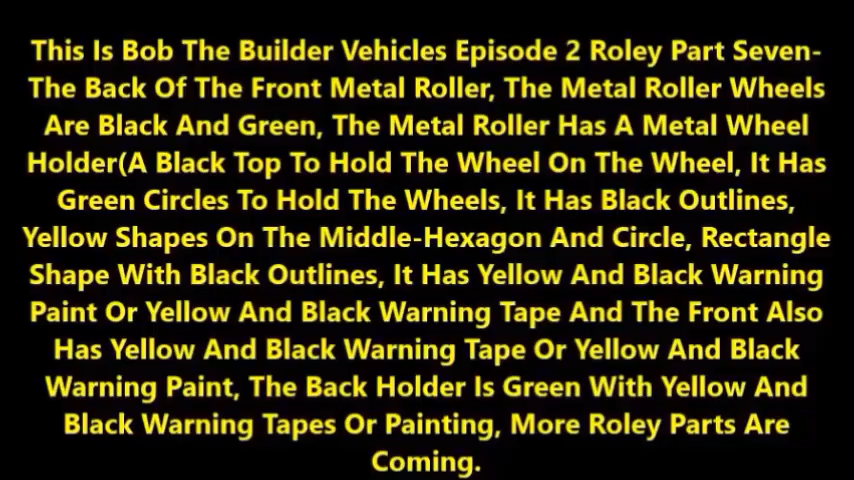 This Is Bob The Builder Vehicles Episode 2 Roley Part Seven-
The Back Of The Front Metal Roller, The Metal Roller Wheels
Are Black And Green, The Metal Roller Has A Metal Wheel
Holder(A Black Top To Hold The Wheel On The Wheel, It Has
Green Circles To Hold The Wheels, It Has Black Outlines,
Yellow Shapes On The Middle-Hexagon And Circle, Rectangle
Shape With Black Outlines, It Has Yellow And Black Warning
Paint Or Yellow And Black Warning Tape And The Front Also
Has Yellow And Black Warning Tape Or Yellow And Black
Warning Paint, The Back Holder Is Green With Yellow And
Black Warning Tapes Or Painting, More Roley Parts Are
Coming.